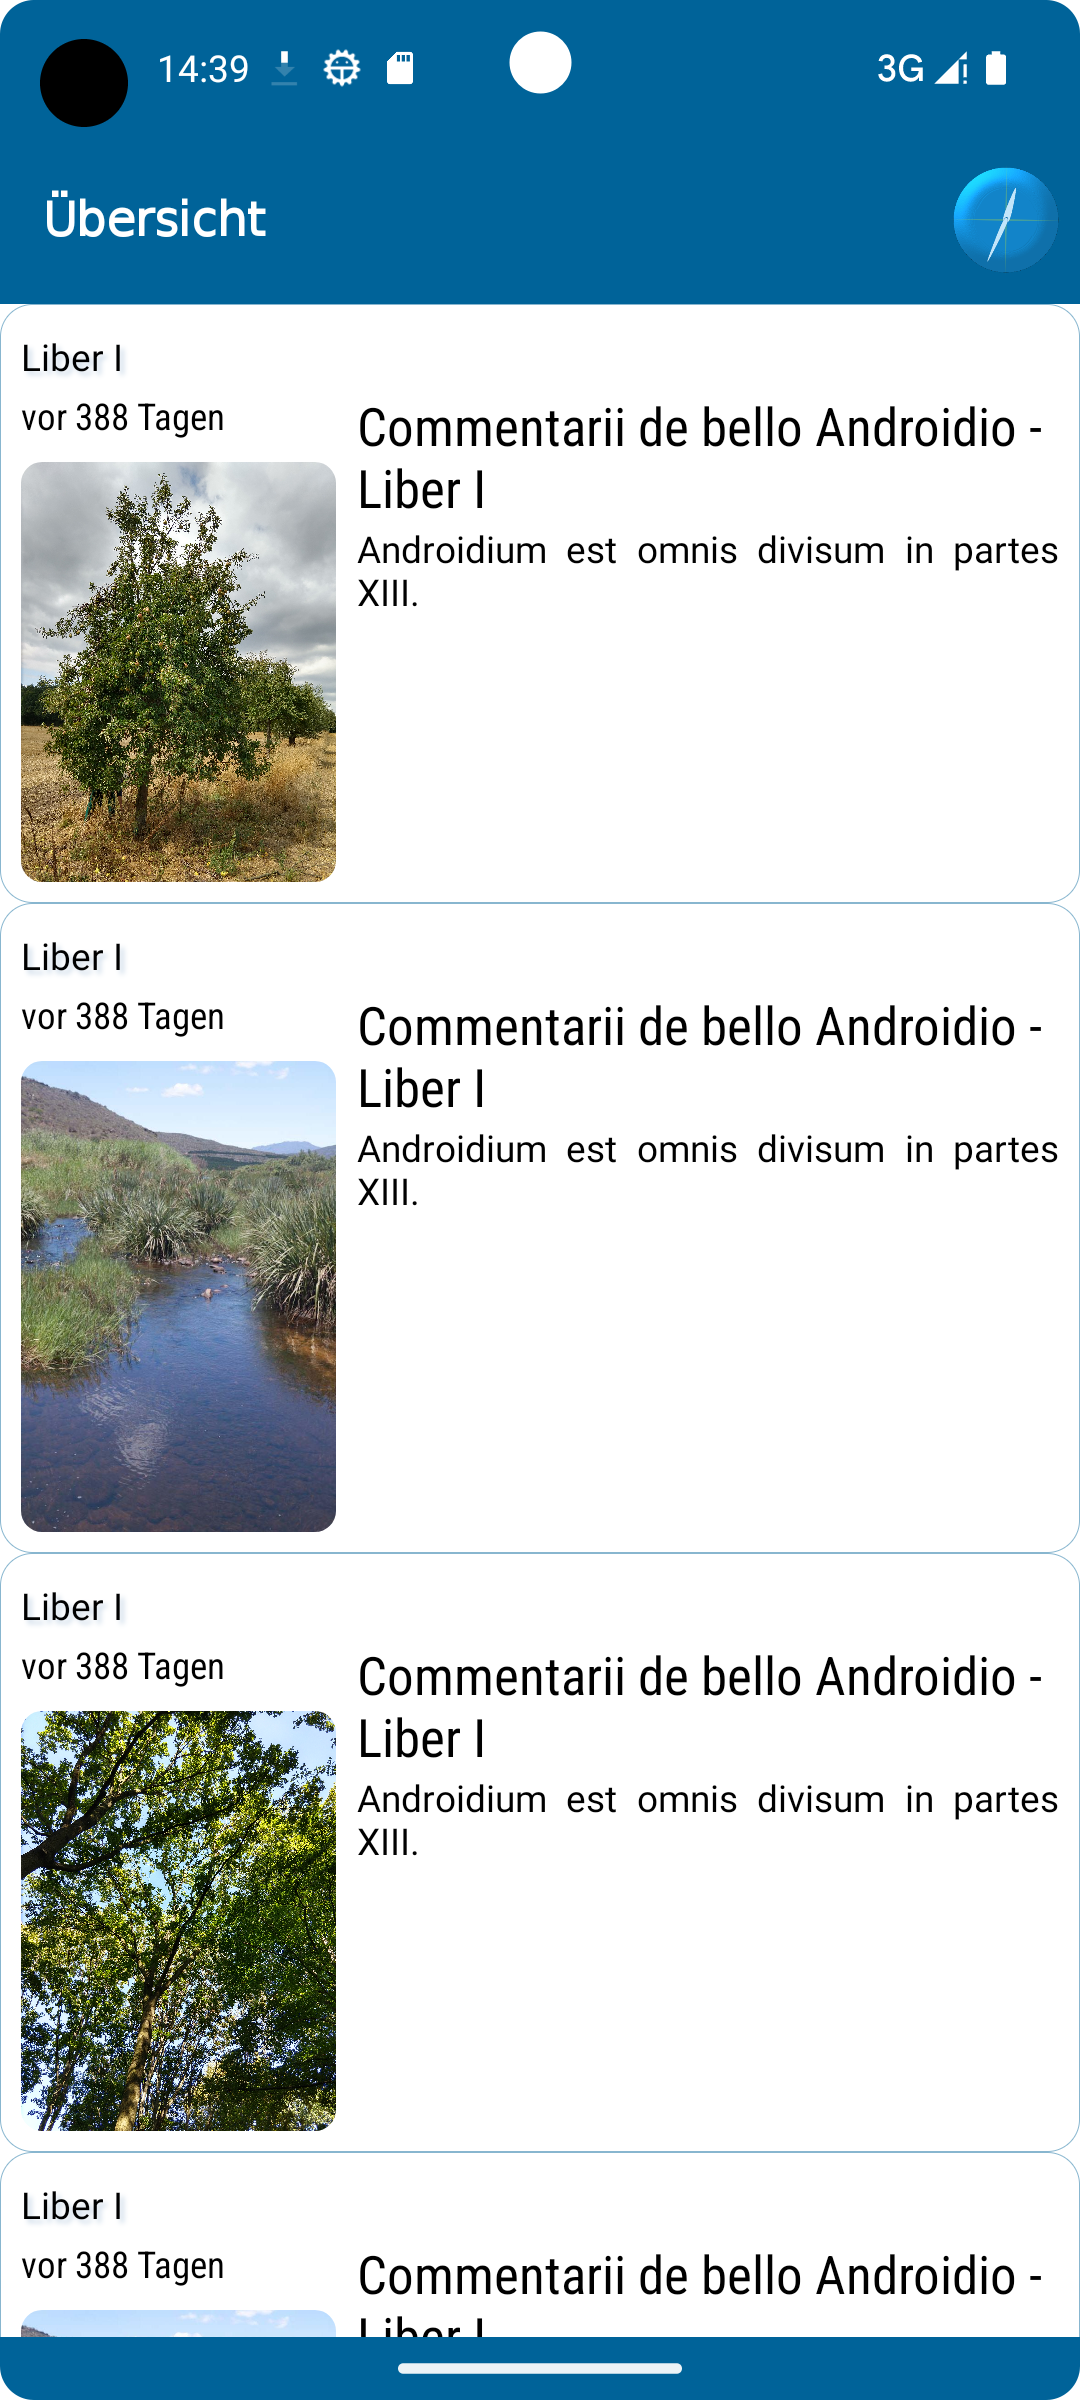 14:39
3G
Übersicht
Liber I
vor 388 Tagen
Commentarii de bello Androidio -
Liber I
Androidium est omnis divisum in partes
XIII.
Liber I
vor 388 Tagen
Commentarii de bello Androidio -
Liber I
Androidium est omnis divisum in partes
XIII.
Liber I
vor 388 Tagen
Commentarii de bello Androidio -
Liber I
Androidium est omnis divisum in partes
XIII.
Liber I
vor 388 Tagen
Commentarii de bello Androidio -
Liber I